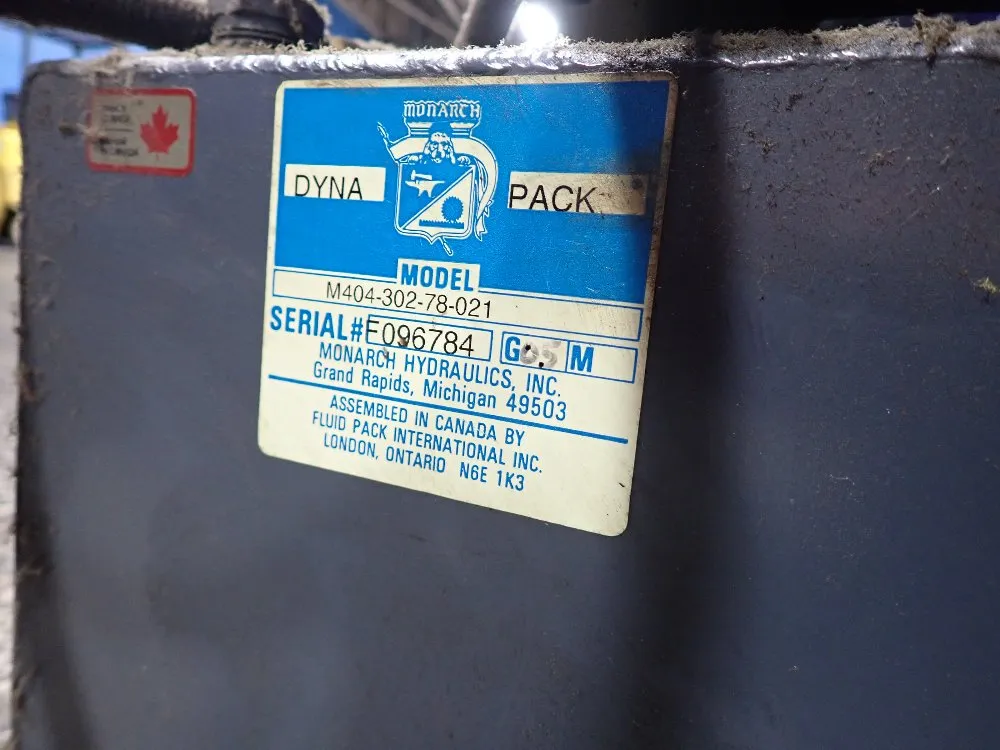 MONARCH
DYNA PACK
MODEL
M404-302-78-021
SERIAL# F096784 G 05 M
MONARCH HYDRAULICS, INC.
Grand Rapids, Michigan 49503
ASSEMBLED IN CANADA BY
FLUID PACK INTERNATIONAL INC.
LONDON, ONTARIO N6E 1K3